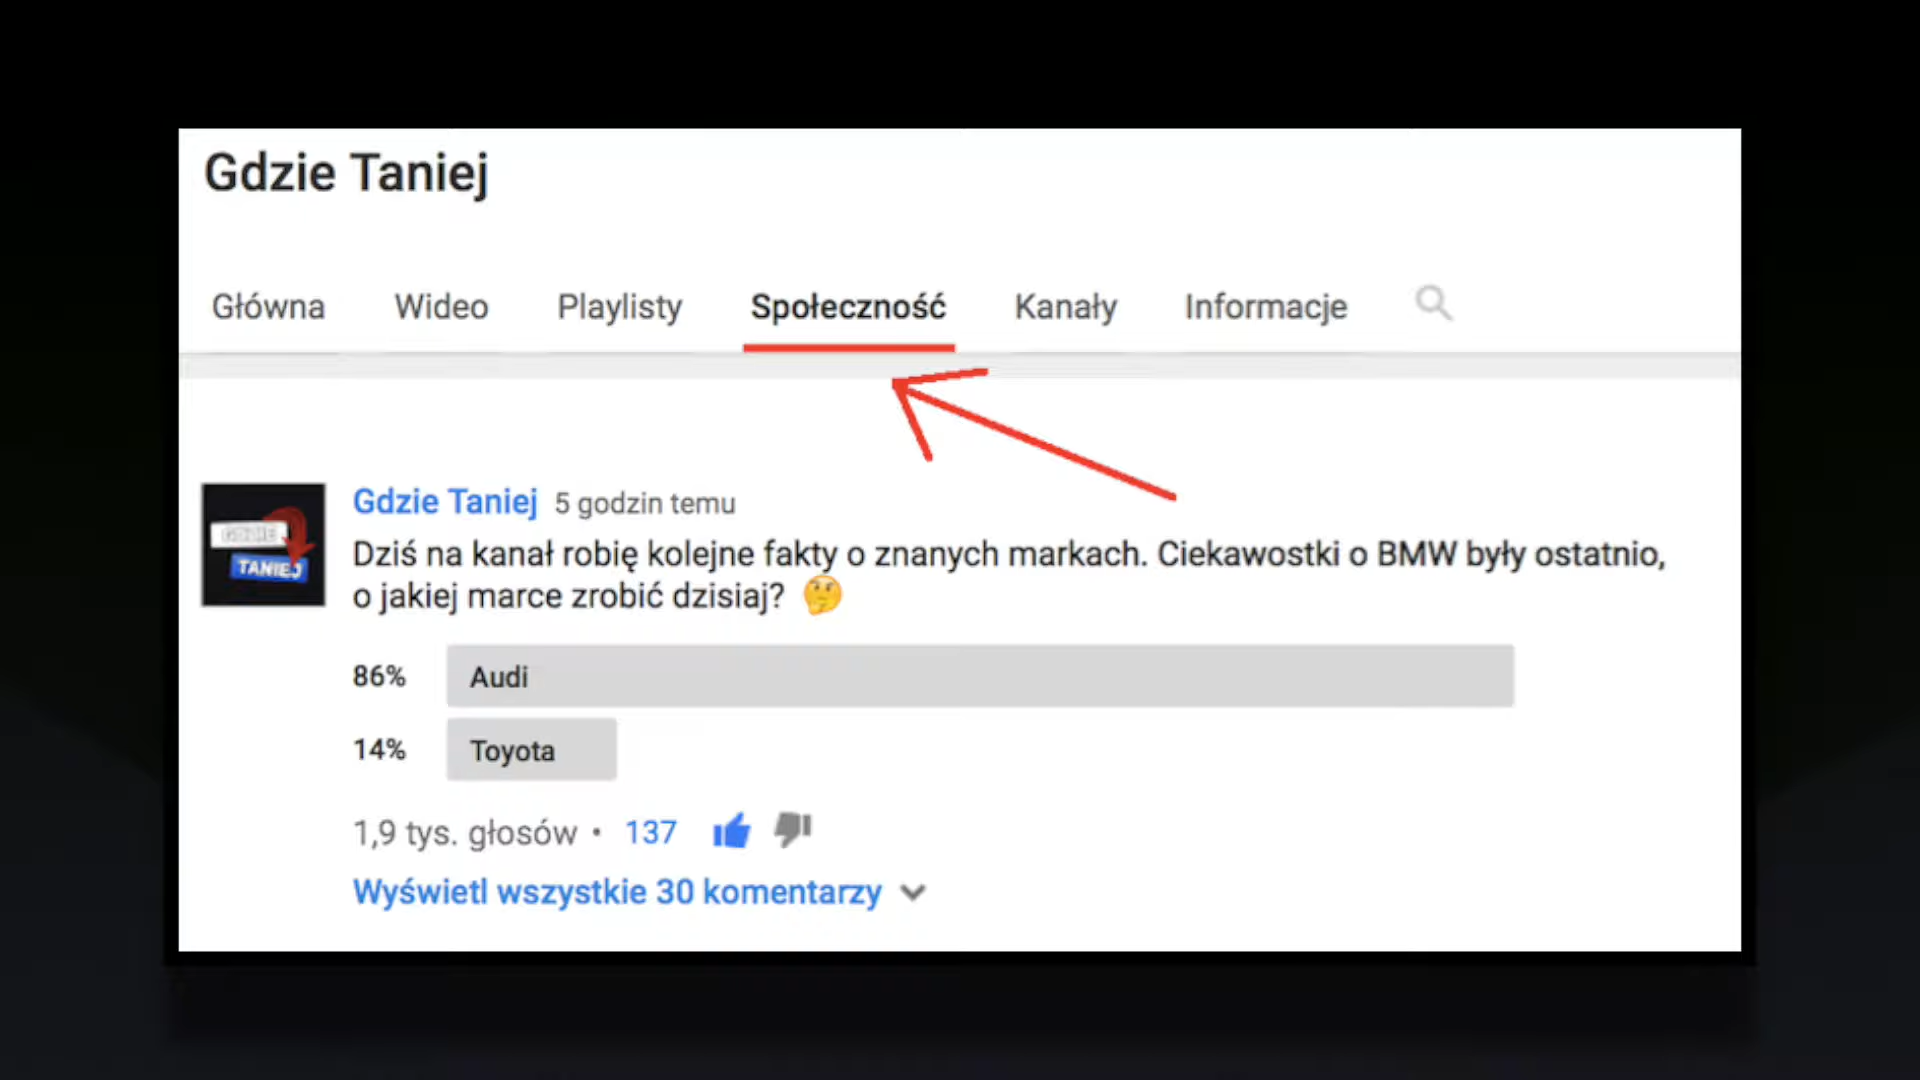 Gdzie Taniej
Główna Wideo Playlisty Społeczność Kanały Informacje
GDZIE
TANIEJ
Gdzie Taniej 5 godzin temu
Dziś na kanał robię kolejne fakty o znanych markach. Ciekawostki o BMW były ostatnio,
o jakiej marce zrobić dzisiaj? 🤔
86% Audi
14% Toyota
1,9 tys. głosów • 137
Wyświetl wszystkie 30 komentarzy